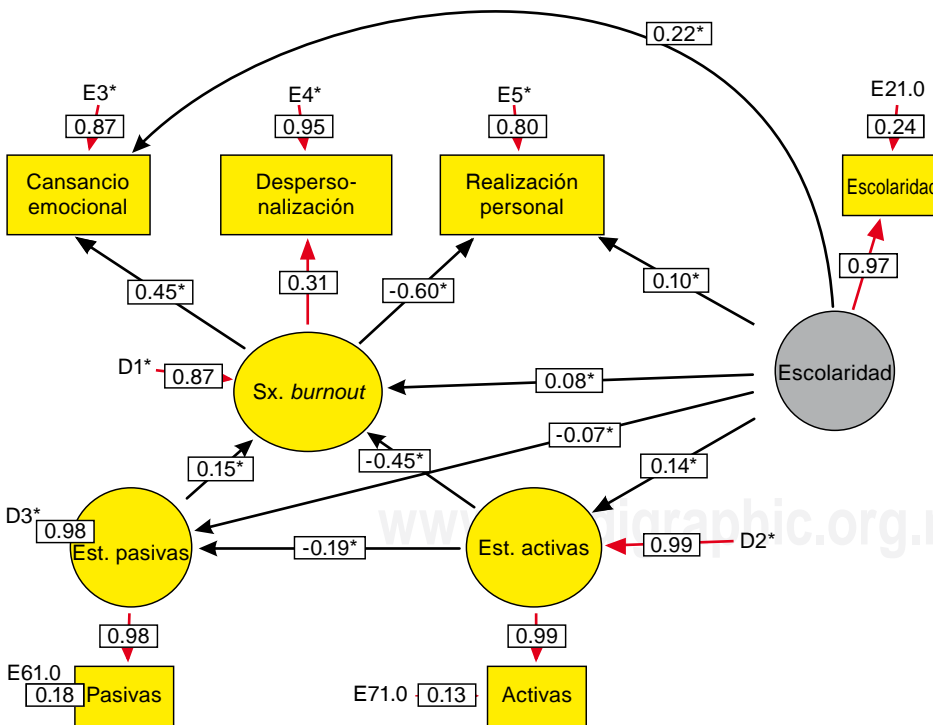 0.22*
E3*
E4*
E5*
E21.0
0.87
0.95
0.80
0.24
Cansancio
emocional
Desperso-
nalización
Realización
personal
Escolaridad
0.45*
0.31
-0.60*
0.10*
0.97
D1*
0.87
Sx. burnout
0.08*
Escolaridad
-0.07*
0.15*
-0.45*
0.14*
D3*
0.98
Est. pasivas
-0.19*
Est. activas
0.99
D2*
0.98
0.99
E61.0
0.18
Pasivas
E71.0
0.13
Activas